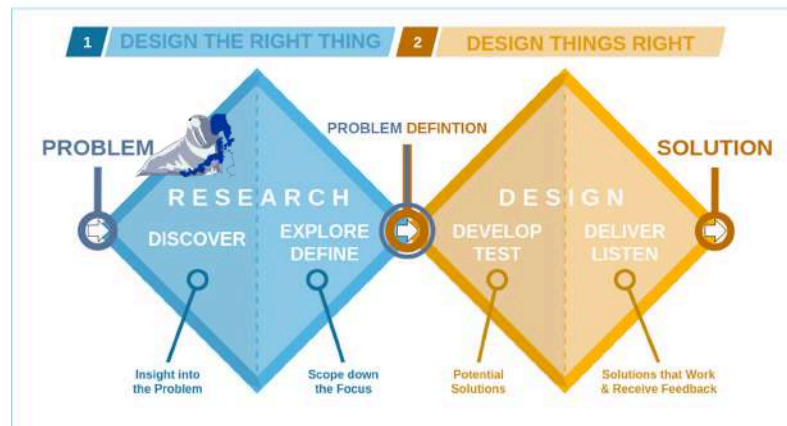 1 DESIGN THE RIGHT THING
2 DESIGN THINGS RIGHT
PROBLEM
PROBLEM DEFINTION
SOLUTION
RESEARCH
DISCOVER
EXPLORE
DEFINE
DESIGN
DEVELOP
TEST
DELIVER
LISTEN
Insight into
the Problem
Scope down
the Focus
Potential
Solutions
Solutions that Work
& Receive Feedback